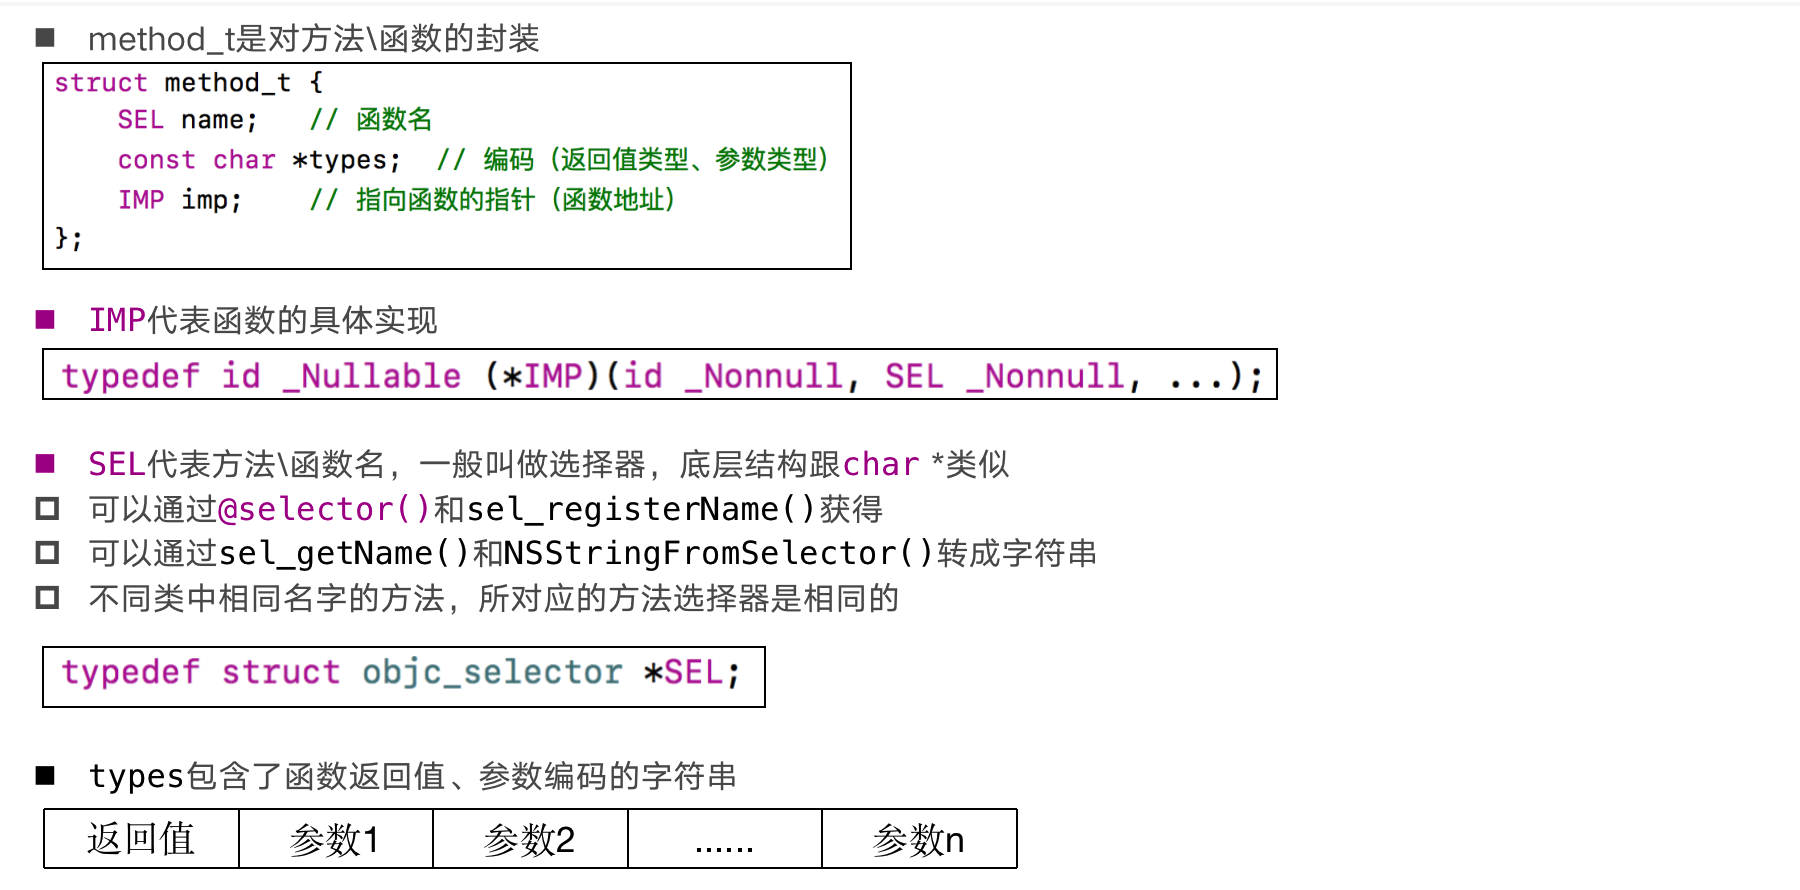 method_t是对方法\函数的封装
struct method_t {
    SEL name;   // 函数名
    const char *types;  // 编码（返回值类型、参数类型）
    IMP imp;    // 指向函数的指针（函数地址）
};
IMP代表函数的具体实现
typedef id _Nullable (*IMP)(id _Nonnull, SEL _Nonnull, ...);
SEL代表方法\函数名，一般叫做选择器，底层结构跟char *类似
可以通过@selector()和sel_registerName()获得
可以通过sel_getName()和NSStringFromSelector()转成字符串
不同类中相同名字的方法，所对应的方法选择器是相同的
typedef struct objc_selector *SEL;
types包含了函数返回值、参数编码的字符串
返回值 参数1 参数2 ...... 参数n